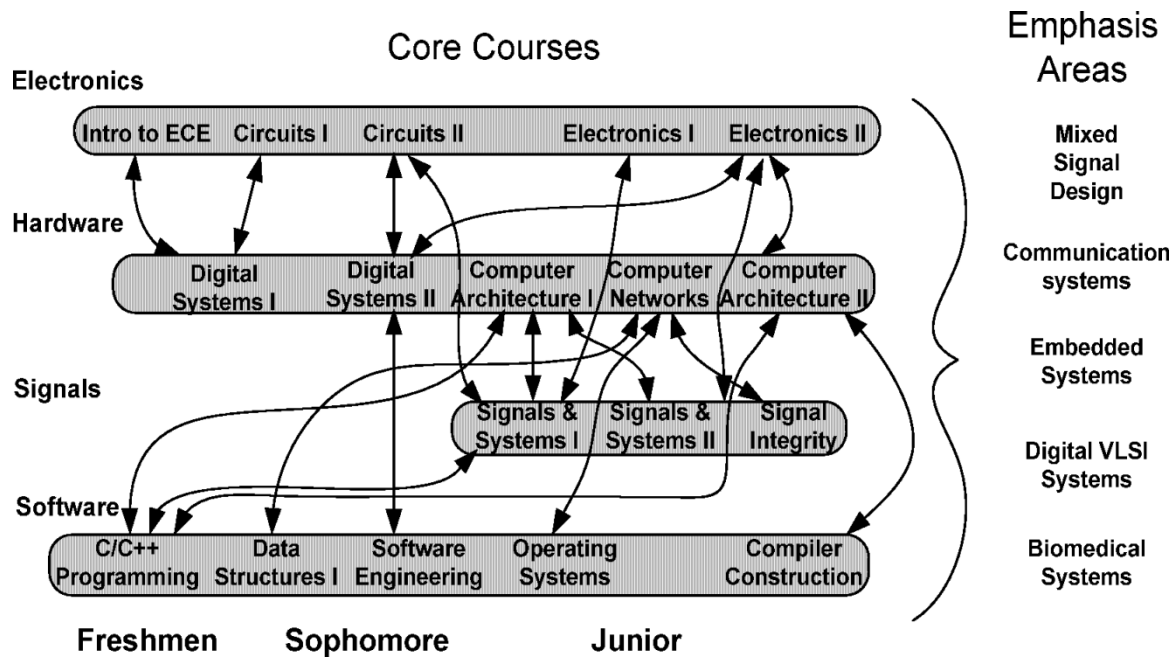 Core Courses
Emphasis
Areas
Electronics
Intro to ECE Circuits I Circuits II Electronics I Electronics II
Mixed
Signal
Design
Hardware
Digital
Systems I
Digital
Systems II
Computer
Architecture I
Computer
Networks
Computer
Architecture II
Communication
systems
Embedded
Systems
Signals
Signals &
Systems I
Signals &
Systems II
Signal
Integrity
Digital VLSI
Systems
Software
C/C++
Programming
Data
Structures I
Software
Engineering
Operating
Systems
Compiler
Construction
Biomedical
Systems
Freshmen Sophomore Junior